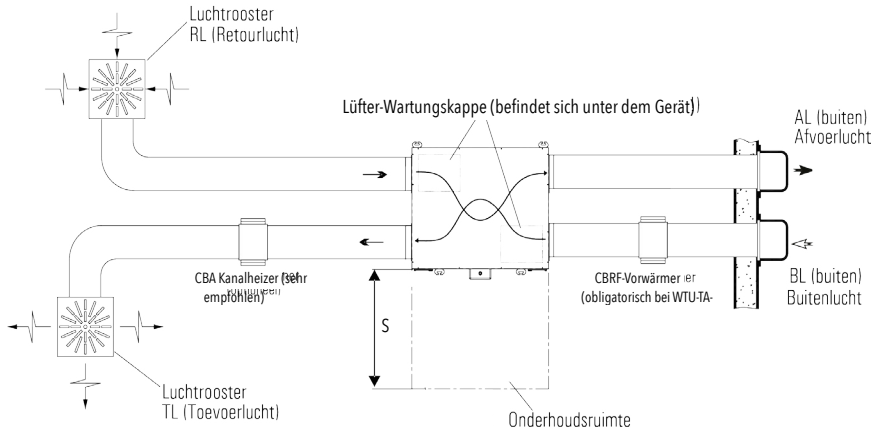 Luchtrooster
RL (Retourlucht)
Lüfter-Wartungskappe (befindet sich unter dem Gerät)
AL (buiten)
Afvoerlucht
CBA Kanalheizer (sehr
empfohlen)
CBRF-Vorwärmer
(obligatorisch bei WTU-TA-
BL (buiten)
Buitenlucht
S
Luchtrooster
TL (Toevoerlucht)
Onderhoudsruimte